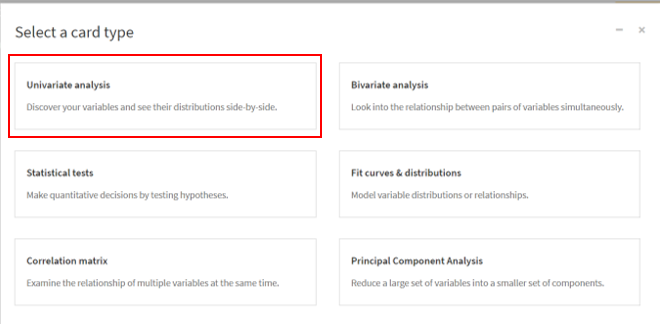 Select a card type
Univariate analysis
Discover your variables and see their distributions side-by-side.
Bivariate analysis
Look into the relationship between pairs of variables simultaneously.
Statistical tests
Make quantitative decisions by testing hypotheses.
Fit curves & distributions
Model variable distributions or relationships.
Correlation matrix
Examine the relationship of multiple variables at the same time.
Principal Component Analysis
Reduce a large set of variables into a smaller set of components.